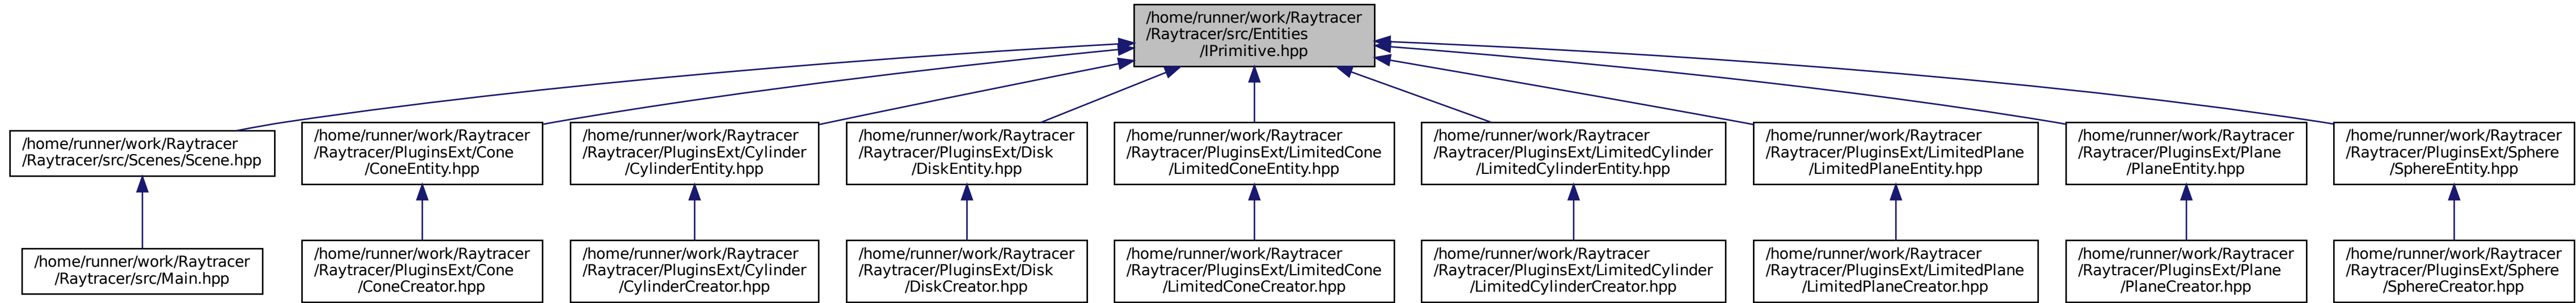 /home/runner/work/Raytracer
/Raytracer/src/Entities
/IPrimitive.hpp
/home/runner/work/Raytracer
/Raytracer/src/Scenes/Scene.hpp
/home/runner/work/Raytracer
/Raytracer/PluginsExt/Cone
/ConeEntity.hpp
/home/runner/work/Raytracer
/Raytracer/PluginsExt/Cylinder
/CylinderEntity.hpp
/home/runner/work/Raytracer
/Raytracer/PluginsExt/Disk
/DiskEntity.hpp
/home/runner/work/Raytracer
/Raytracer/PluginsExt/LimitedCone
/LimitedConeEntity.hpp
/home/runner/work/Raytracer
/Raytracer/PluginsExt/LimitedCylinder
/LimitedCylinderEntity.hpp
/home/runner/work/Raytracer
/Raytracer/PluginsExt/LimitedPlane
/LimitedPlaneEntity.hpp
/home/runner/work/Raytracer
/Raytracer/PluginsExt/Plane
/PlaneEntity.hpp
/home/runner/work/Raytracer
/Raytracer/PluginsExt/Sphere
/SphereEntity.hpp
/home/runner/work/Raytracer
/Raytracer/src/Main.hpp
/home/runner/work/Raytracer
/Raytracer/PluginsExt/Cone
/ConeCreator.hpp
/home/runner/work/Raytracer
/Raytracer/PluginsExt/Cylinder
/CylinderCreator.hpp
/home/runner/work/Raytracer
/Raytracer/PluginsExt/Disk
/DiskCreator.hpp
/home/runner/work/Raytracer
/Raytracer/PluginsExt/LimitedCone
/LimitedConeCreator.hpp
/home/runner/work/Raytracer
/Raytracer/PluginsExt/LimitedCylinder
/LimitedCylinderCreator.hpp
/home/runner/work/Raytracer
/Raytracer/PluginsExt/LimitedPlane
/LimitedPlaneCreator.hpp
/home/runner/work/Raytracer
/Raytracer/PluginsExt/Plane
/PlaneCreator.hpp
/home/runner/work/Raytracer
/Raytracer/PluginsExt/Sphere
/SphereCreator.hpp